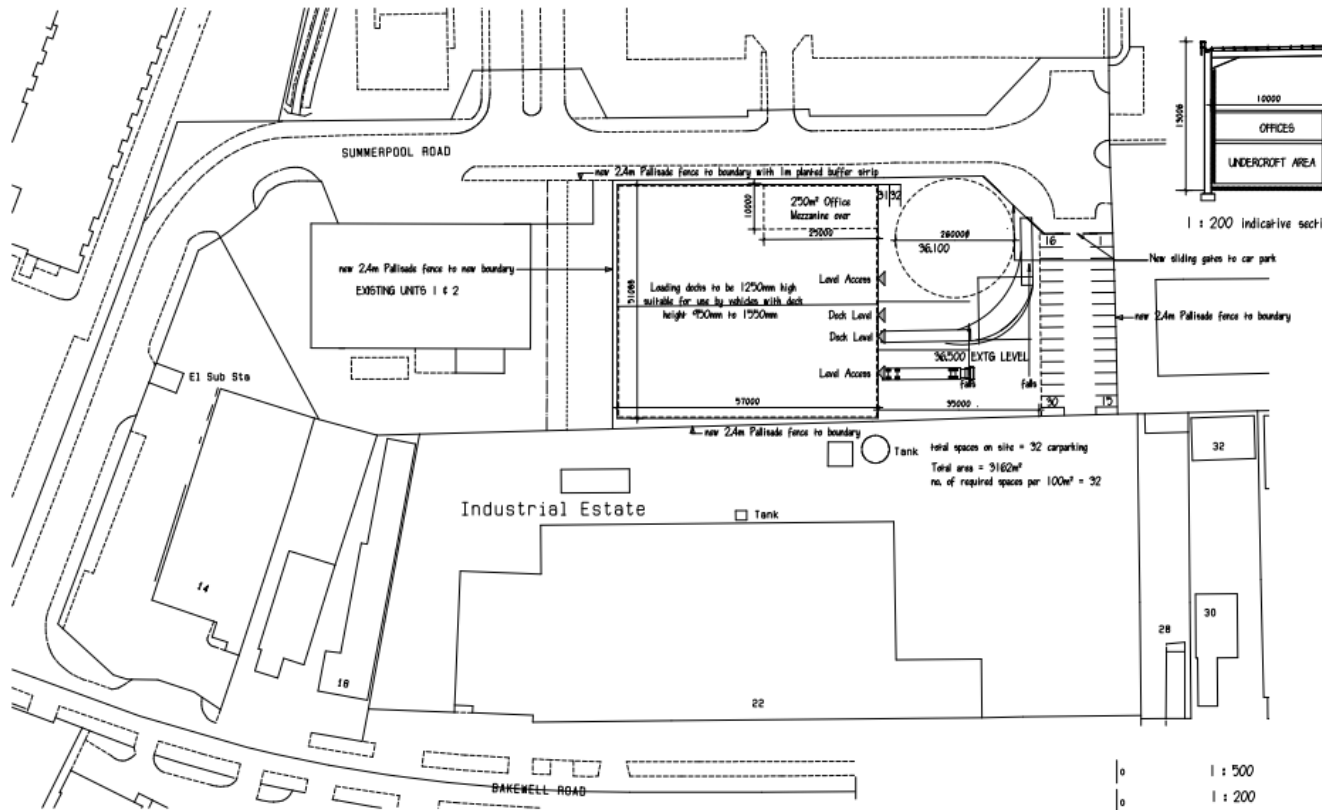 SUMMERPOOL ROAD
new 2.4m Pallisade fence to boundary with 1m planted buffer strip
10000
250m² Office
Mezzanine over
25000
31 32
26000ø
36.100
16
1
10000
OFFICES
UNDERCROFT AREA
1 : 200 indicative secti
New sliding gates to car park
new 2.4m Pallisade fence to new boundary
EXISTING UNITS 1 & 2
51088
Loading docks to be 1250mm high
suitable for use by vehicles with deck
height 950mm to 1550mm
Level Access
Dock Level
Dock Level
Level Access
new 2.4m Pallisade fence to boundary
36.500 EXTG LEVEL
falls
falls
El Sub Sta
57000
35000
30
15
new 2.4m Pallisade fence to boundary
Tank
total spaces on site = 32 carparking
Total area = 3162m²
no. of required spaces per 100m² = 32
32
Industrial Estate
Tank
14
18
22
28
30
BAKEWELL ROAD
0
1 : 500
0
1 : 200